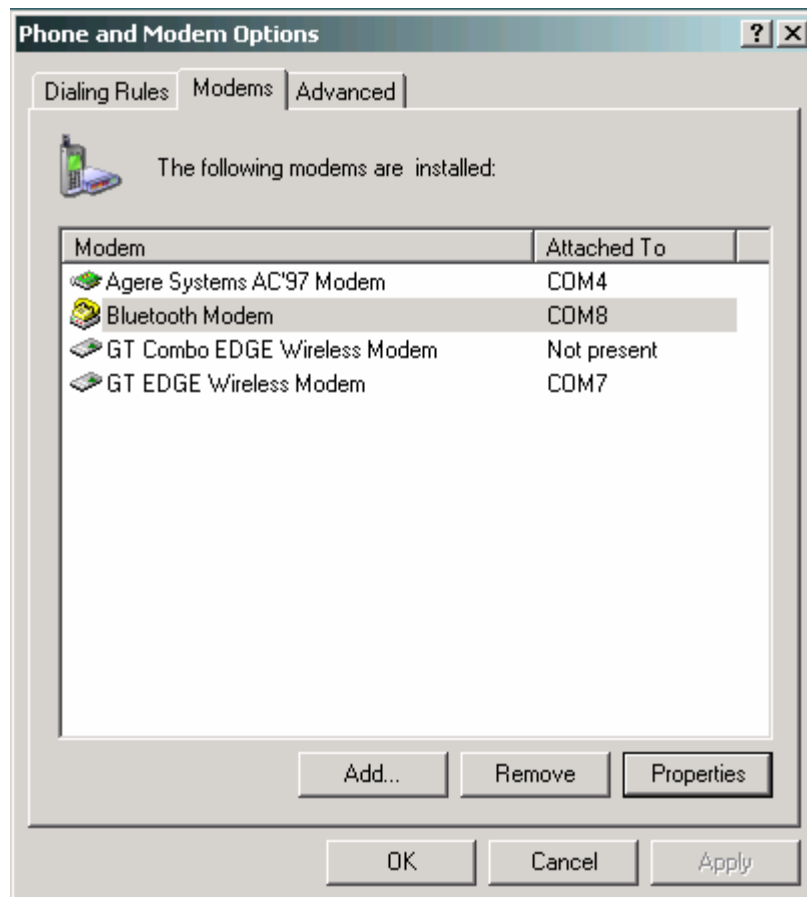 Phone and Modem Options
Dialing Rules Modems Advanced
The following modems are installed:
Modem Attached To
Agere Systems AC'97 Modem COM4
Bluetooth Modem COM8
GT Combo EDGE Wireless Modem Not present
GT EDGE Wireless Modem COM7
Add... Remove Properties
OK Cancel Apply